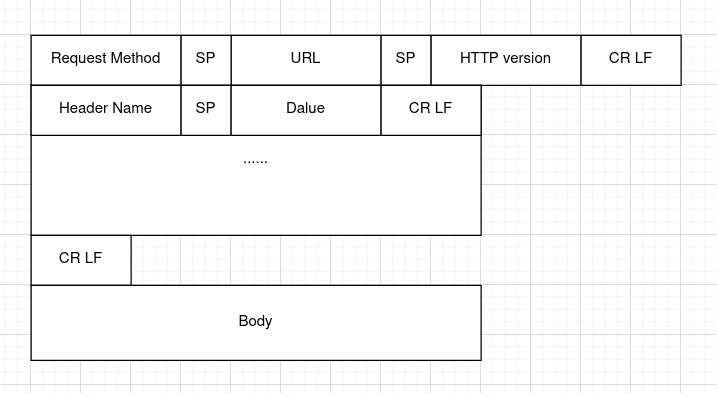 Request Method SP URL SP HTTP version CR LF
Header Name SP Dalue CR LF
......
CR LF
Body